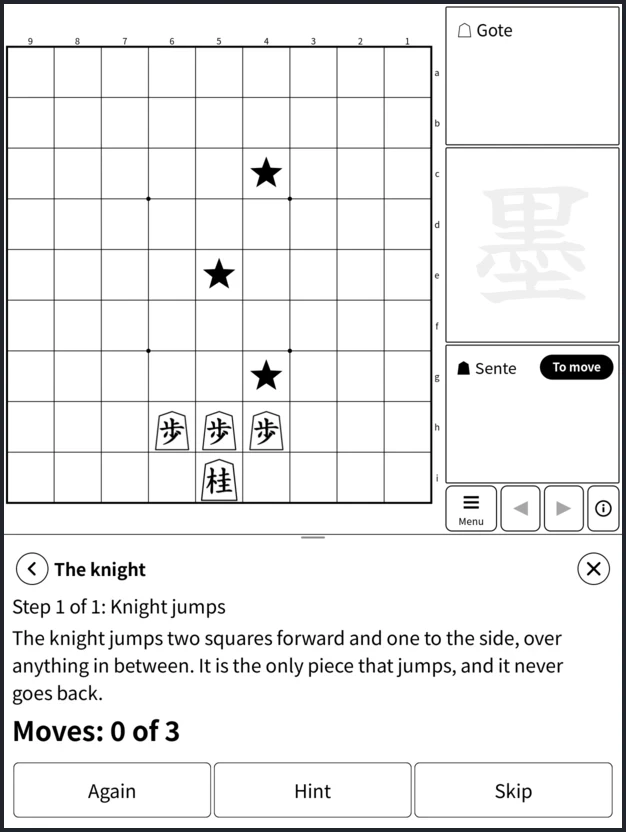 9 8 7 6 5 4 3 2 1
a
b
c
d
e
f
g
h
i
歩 歩 歩
桂
Gote
墨
Sente
To move
Menu
The knight
Step 1 of 1: Knight jumps
The knight jumps two squares forward and one to the side, over
anything in between. It is the only piece that jumps, and it never
goes back.
Moves: 0 of 3
Again Hint Skip